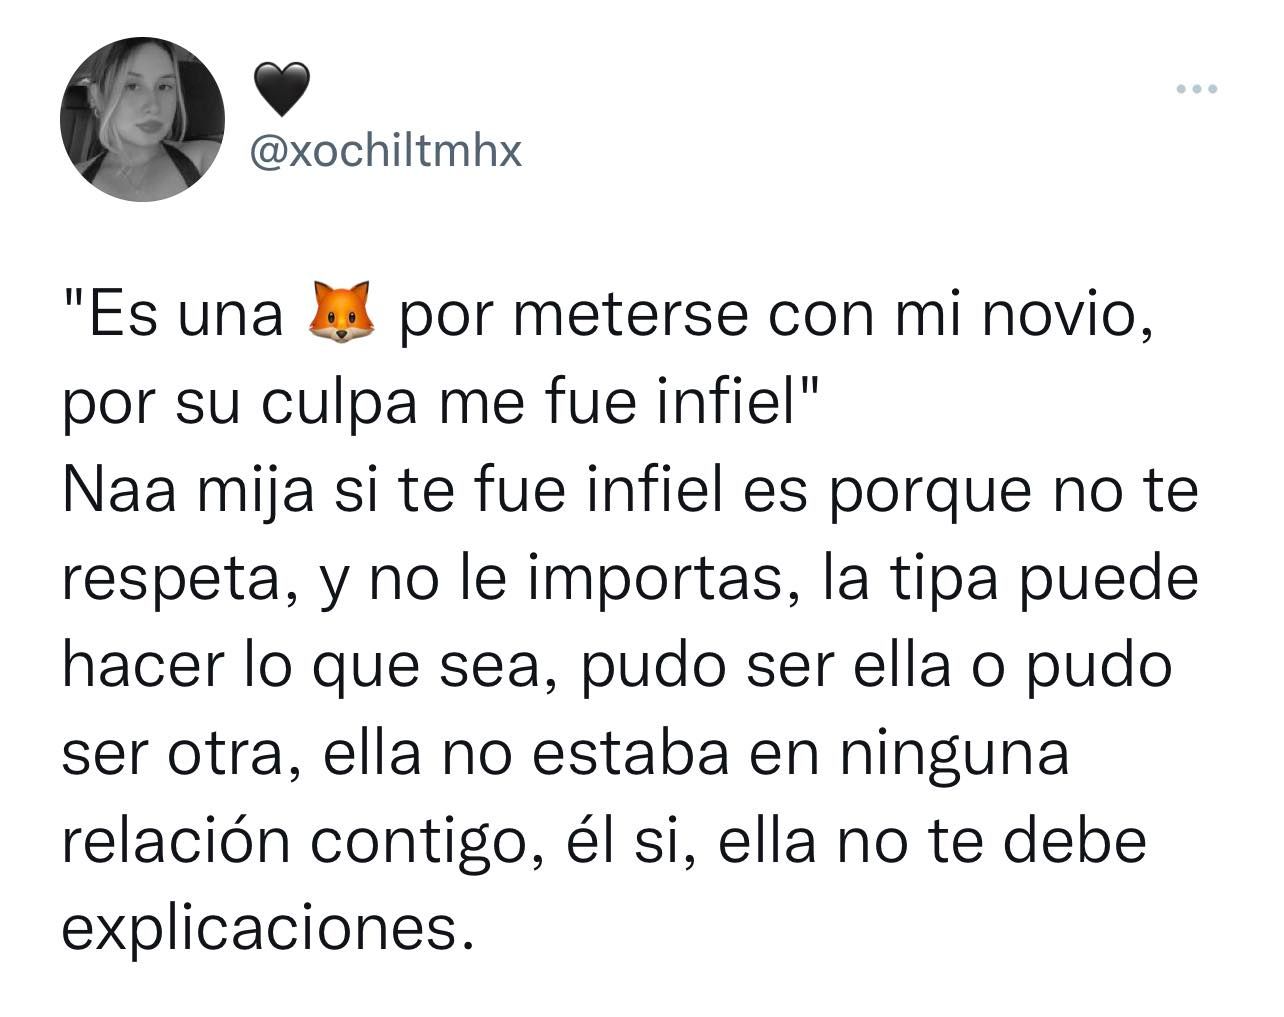 🖤
@xochiltmhx
"Es una 🦊 por meterse con mi novio,
por su culpa me fue infiel"
Naa mija si te fue infiel es porque no te
respeta, y no le importas, la tipa puede
hacer lo que sea, pudo ser ella o pudo
ser otra, ella no estaba en ninguna
relación contigo, él si, ella no te debe
explicaciones.